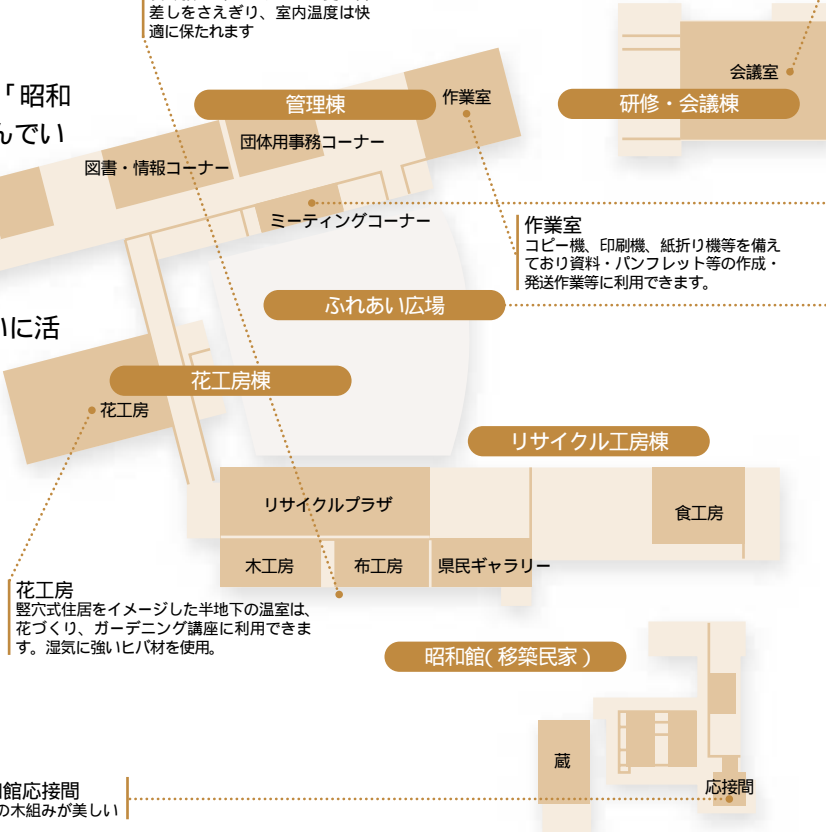 差しをさえぎり、室内温度は快
適に保たれます
「昭和
んでい
管理棟
作業室
団体用事務コーナー
図書・情報コーナー
ミーティングコーナー
会議室
研修・会議棟
作業室
コピー機、印刷機、紙折り機等を備え
ており資料・パンフレット等の作成・
発送作業等に利用できます。
ふれあい広場
いに活
花工房棟
花工房
リサイクル工房棟
リサイクルプラザ
食工房
木工房
布工房
県民ギャラリー
花工房
竪穴式住居をイメージした半地下の温室は、
花づくり、ガーデニング講座に利用できま
す。湿気に強いヒバ材を使用。
昭和館(移築民家)
蔵
応接間
館応接間
の木組みが美しい